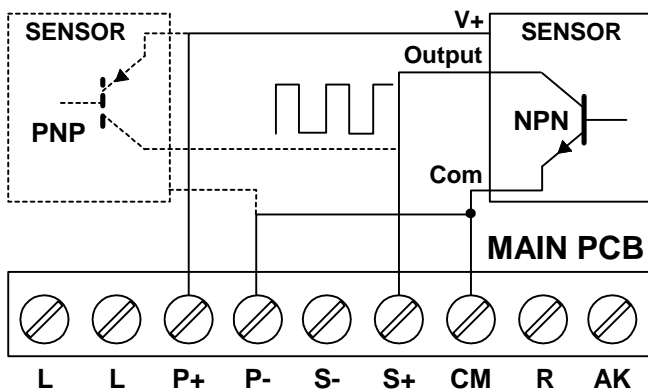 V+
SENSOR
SENSOR
Output
PNP
NPN
Com
MAIN PCB
L L P+ P- S- S+ CM R AK